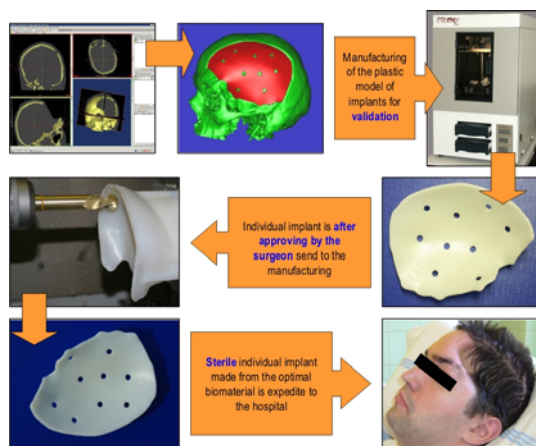 Manufacturing
of the plastic
model of
implants for
validation
Individual implant is after
approving by the
surgeon send to the
manufacturing
Sterile individual implant
made from the optimal
biomaterial is expedite to
the hospital